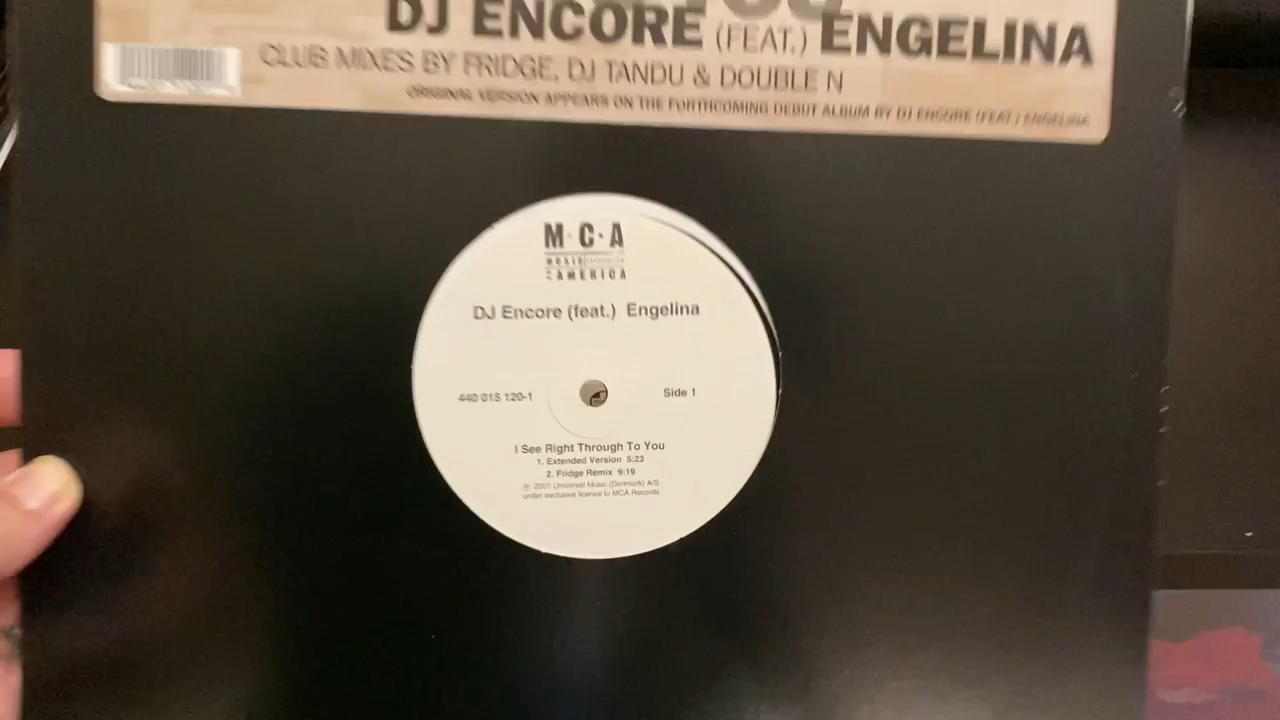 DJ ENCORE (FEAT.) ENGELINA
CLUB MIXES BY FRIDGE, DJ TANDU & DOUBLE N
ORIGINAL VERSION APPEARS ON THE FORTHCOMING DEBUT ALBUM BY DJ ENCORE (FEAT.) ENGELINA
M·C·A
MUSIC
AMERICA
DJ Encore (feat.) Engelina
440 015 120-1
Side 1
I See Right Through To You
1. Extended Version 5:23
2. Fridge Remix 9:19
℗ 2001 Universal Music (Denmark) A/S
under exclusive licence to MCA Records